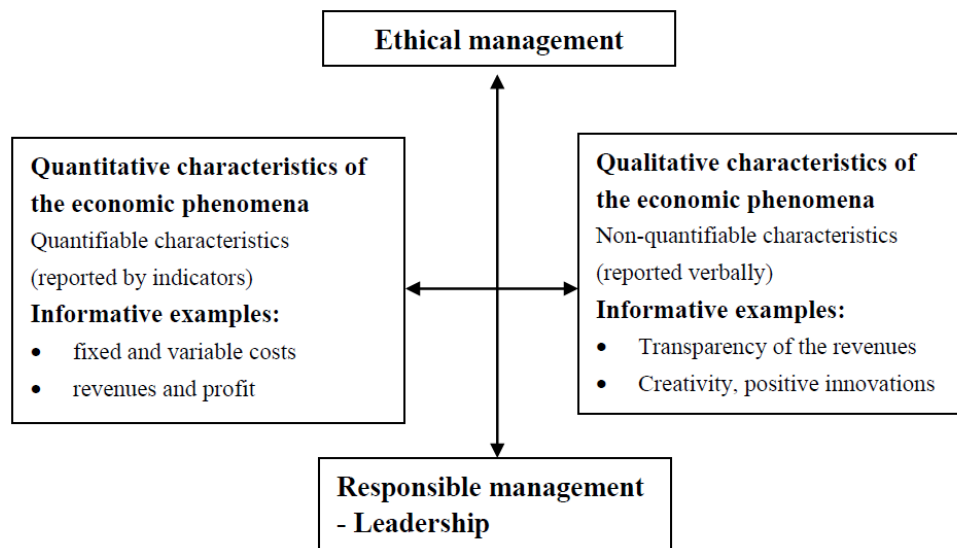 Ethical management
Quantitative characteristics of
the economic phenomena
Quantifiable characteristics
(reported by indicators)
Informative examples:
• fixed and variable costs
• revenues and profit
Qualitative characteristics of
the economic phenomena
Non-quantifiable characteristics
(reported verbally)
Informative examples:
• Transparency of the revenues
• Creativity, positive innovations
Responsible management
- Leadership